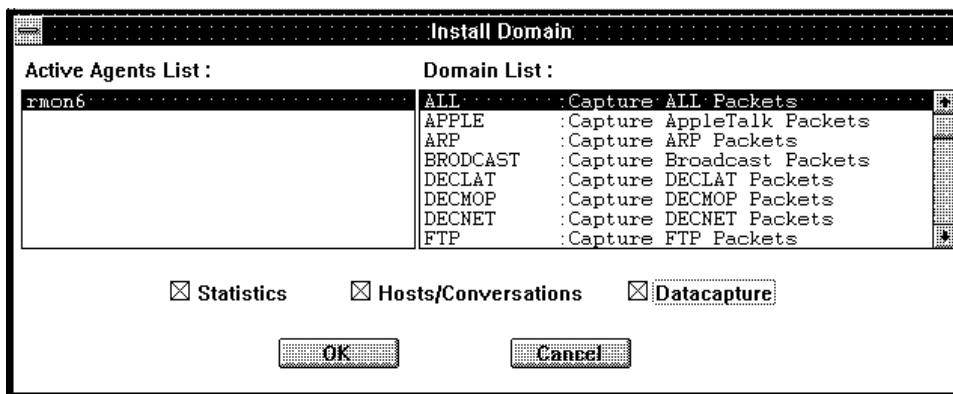 Install Domain
Active Agents List :
Domain List :
rmon6
ALL :Capture ALL Packets
APPLE :Capture AppleTalk Packets
ARP :Capture ARP Packets
BRODCAST :Capture Broadcast Packets
DECLAT :Capture DECLAT Packets
DECMOP :Capture DECMOP Packets
DECNET :Capture DECNET Packets
FTP :Capture FTP Packets
Statistics Hosts/Conversations Datacapture
OK Cancel